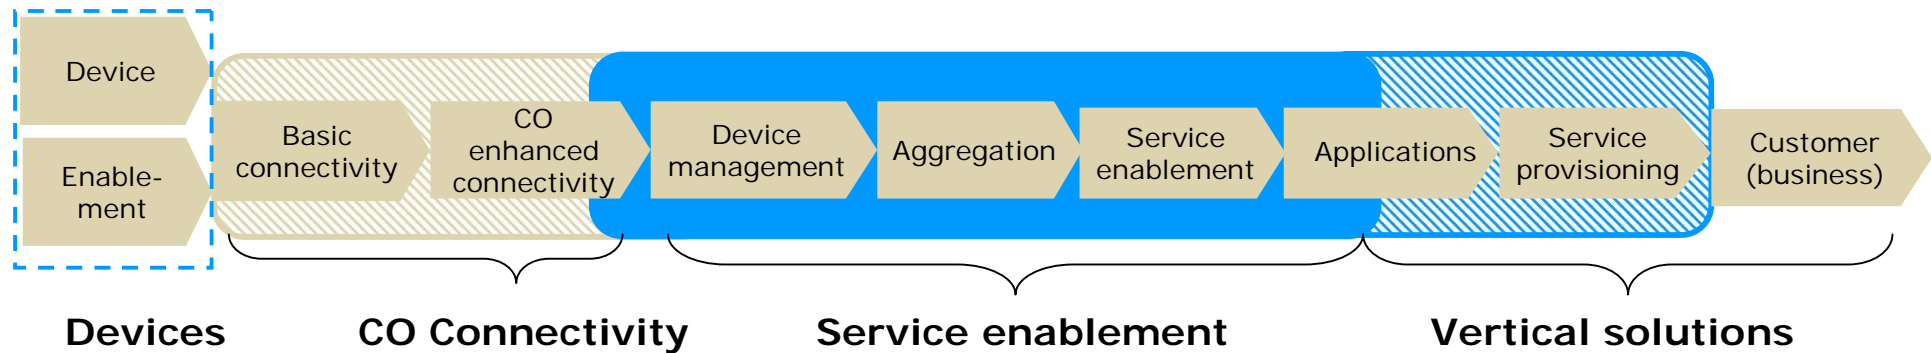 Device
Enable-
ment
Basic
connectivity
CO
enhanced
connectivity
Device
management
Aggregation
Service
enablement
Applications
Service
provisioning
Customer
(business)
Devices
CO Connectivity
Service enablement
Vertical solutions